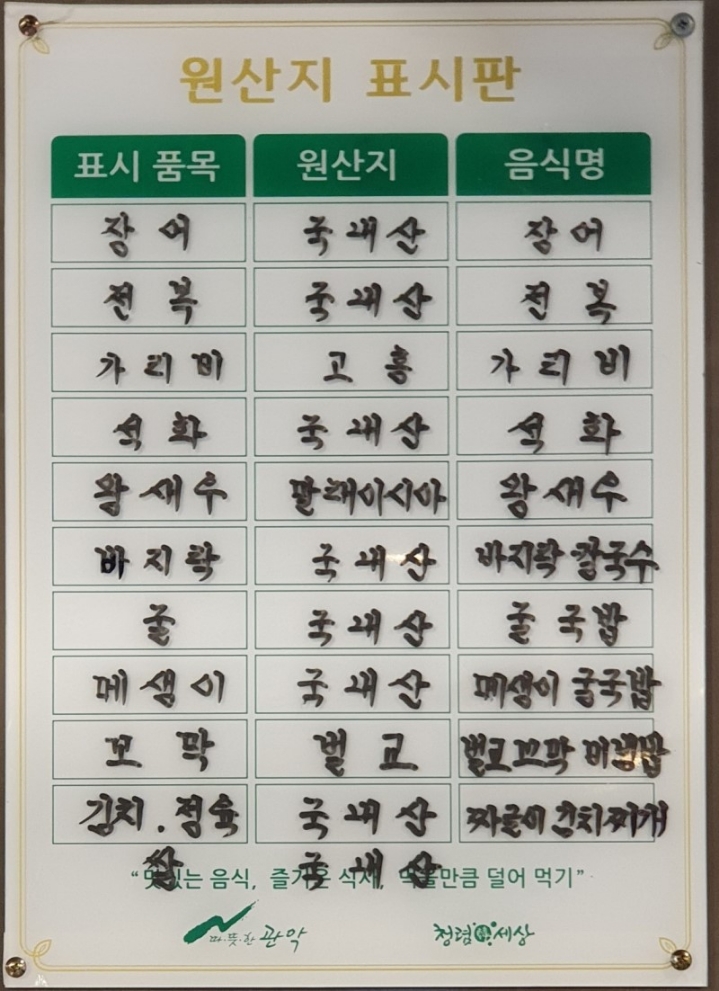 원산지 표시판
표시 품목 원산지 음식명
장어 국내산 장어
전복 국내산 전복
가리비 고흥 가리비
석화 국내산 석화
왕새우 말레이시아 왕새우
바지락 국내산 바지락 칼국수
굴 국내산 굴국밥
메생이 국내산 메생이 굴국밥
꼬막 벌교 벌교꼬막 비빔밥
김치.정육 국내산 짜글이 김치찌개
쌀 국내산
“맛있는 음식, 즐거운 식사, 먹을만큼 덜어 먹기”
따·뜻·한 관악 청렴 세상